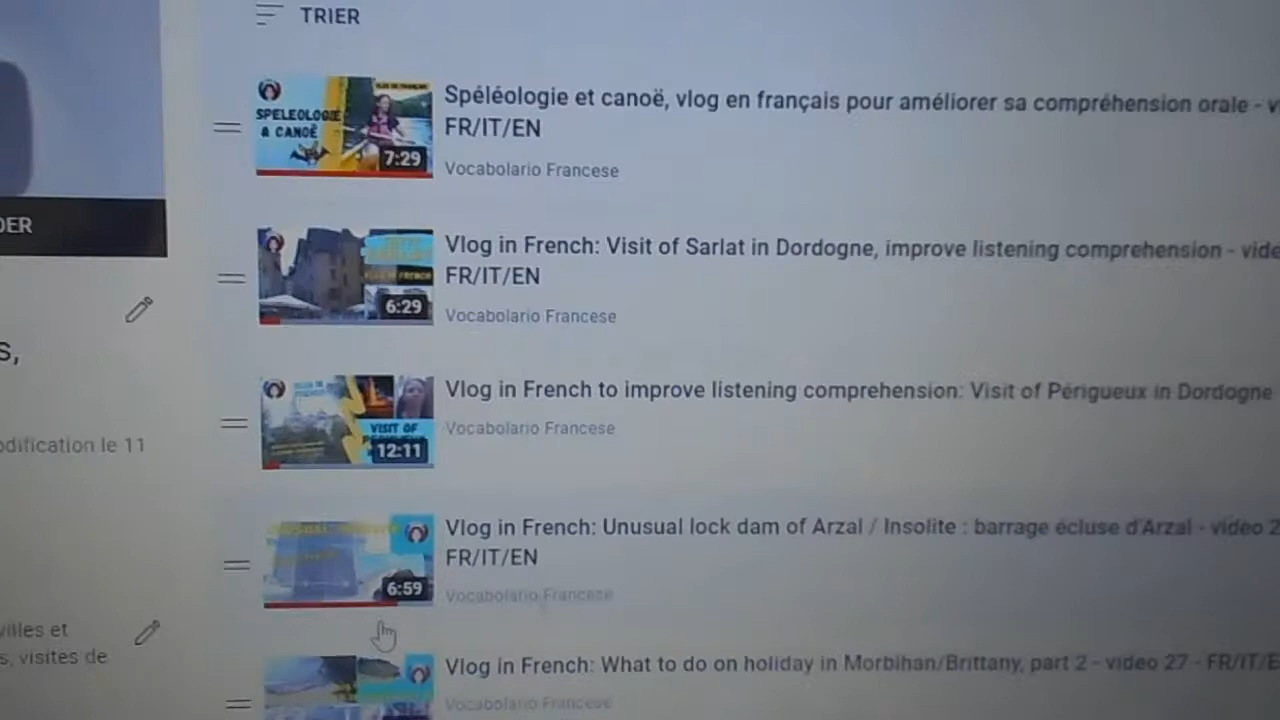 TRIER
SPELEOLOGIE
& CANOË
7:29
Spéléologie et canoë, vlog en français pour améliorer sa compréhension orale - v
FR/IT/EN
Vocabolario Francese
DER
6:29
Vlog in French: Visit of Sarlat in Dordogne, improve listening comprehension - vide
FR/IT/EN
Vocabolario Francese
s,
odification le 11
VISIT OF
12:11
Vlog in French to improve listening comprehension: Visit of Périgueux in Dordogne
Vocabolario Francese
6:59
Vlog in French: Unusual lock dam of Arzal / Insolite : barrage écluse d'Arzal - video 2
FR/IT/EN
Vocabolario Francese
villes et
s, visites de
Vlog in French: What to do on holiday in Morbihan/Brittany, part 2 - video 27 - FR/IT/E
Vocabolario Francese